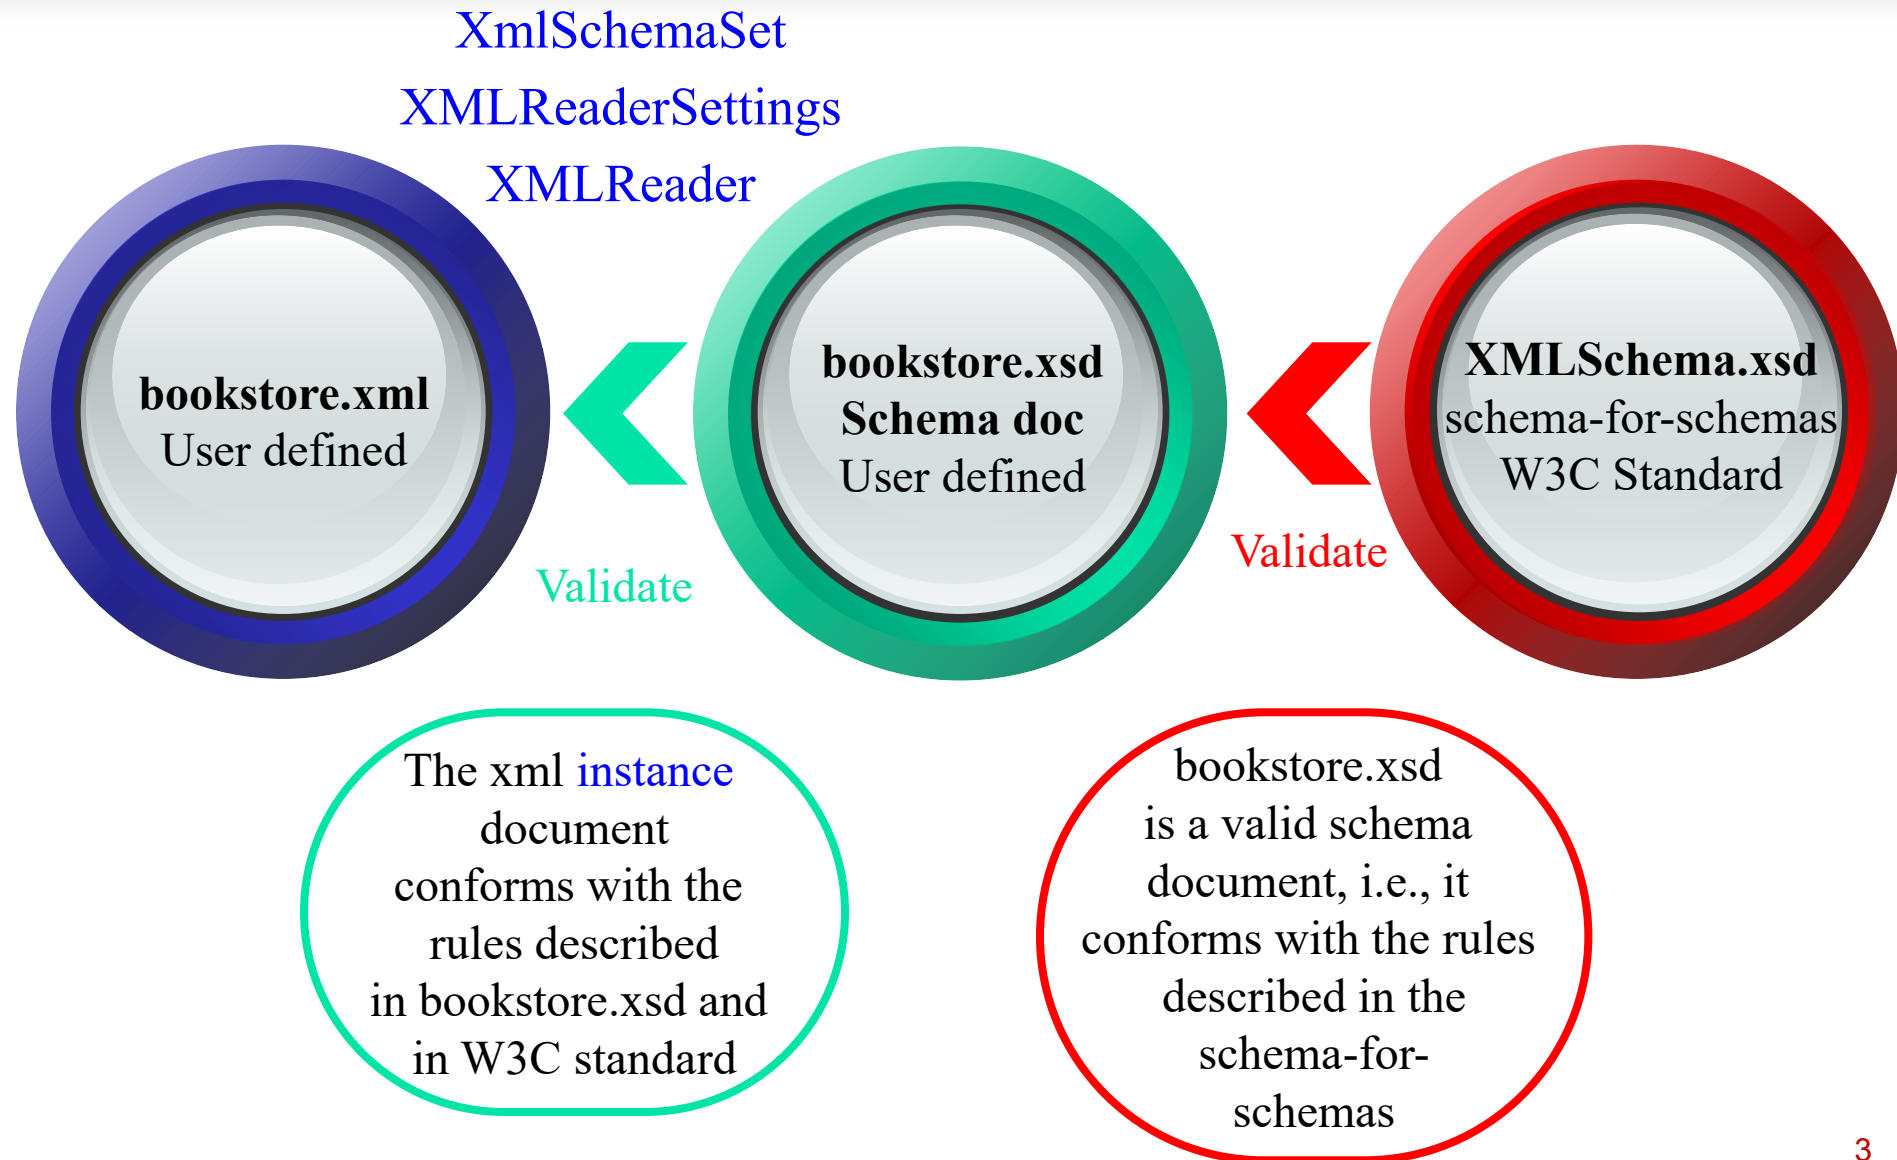 XmlSchemaSet
XMLReaderSettings
XMLReader
bookstore.xml
User defined
Validate
bookstore.xsd
Schema doc
User defined
Validate
XMLSchema.xsd
schema-for-schemas
W3C Standard
The xml instance
document
conforms with the
rules described
in bookstore.xsd and
in W3C standard
bookstore.xsd
is a valid schema
document, i.e., it
conforms with the rules
described in the
schema-for-
schemas
3